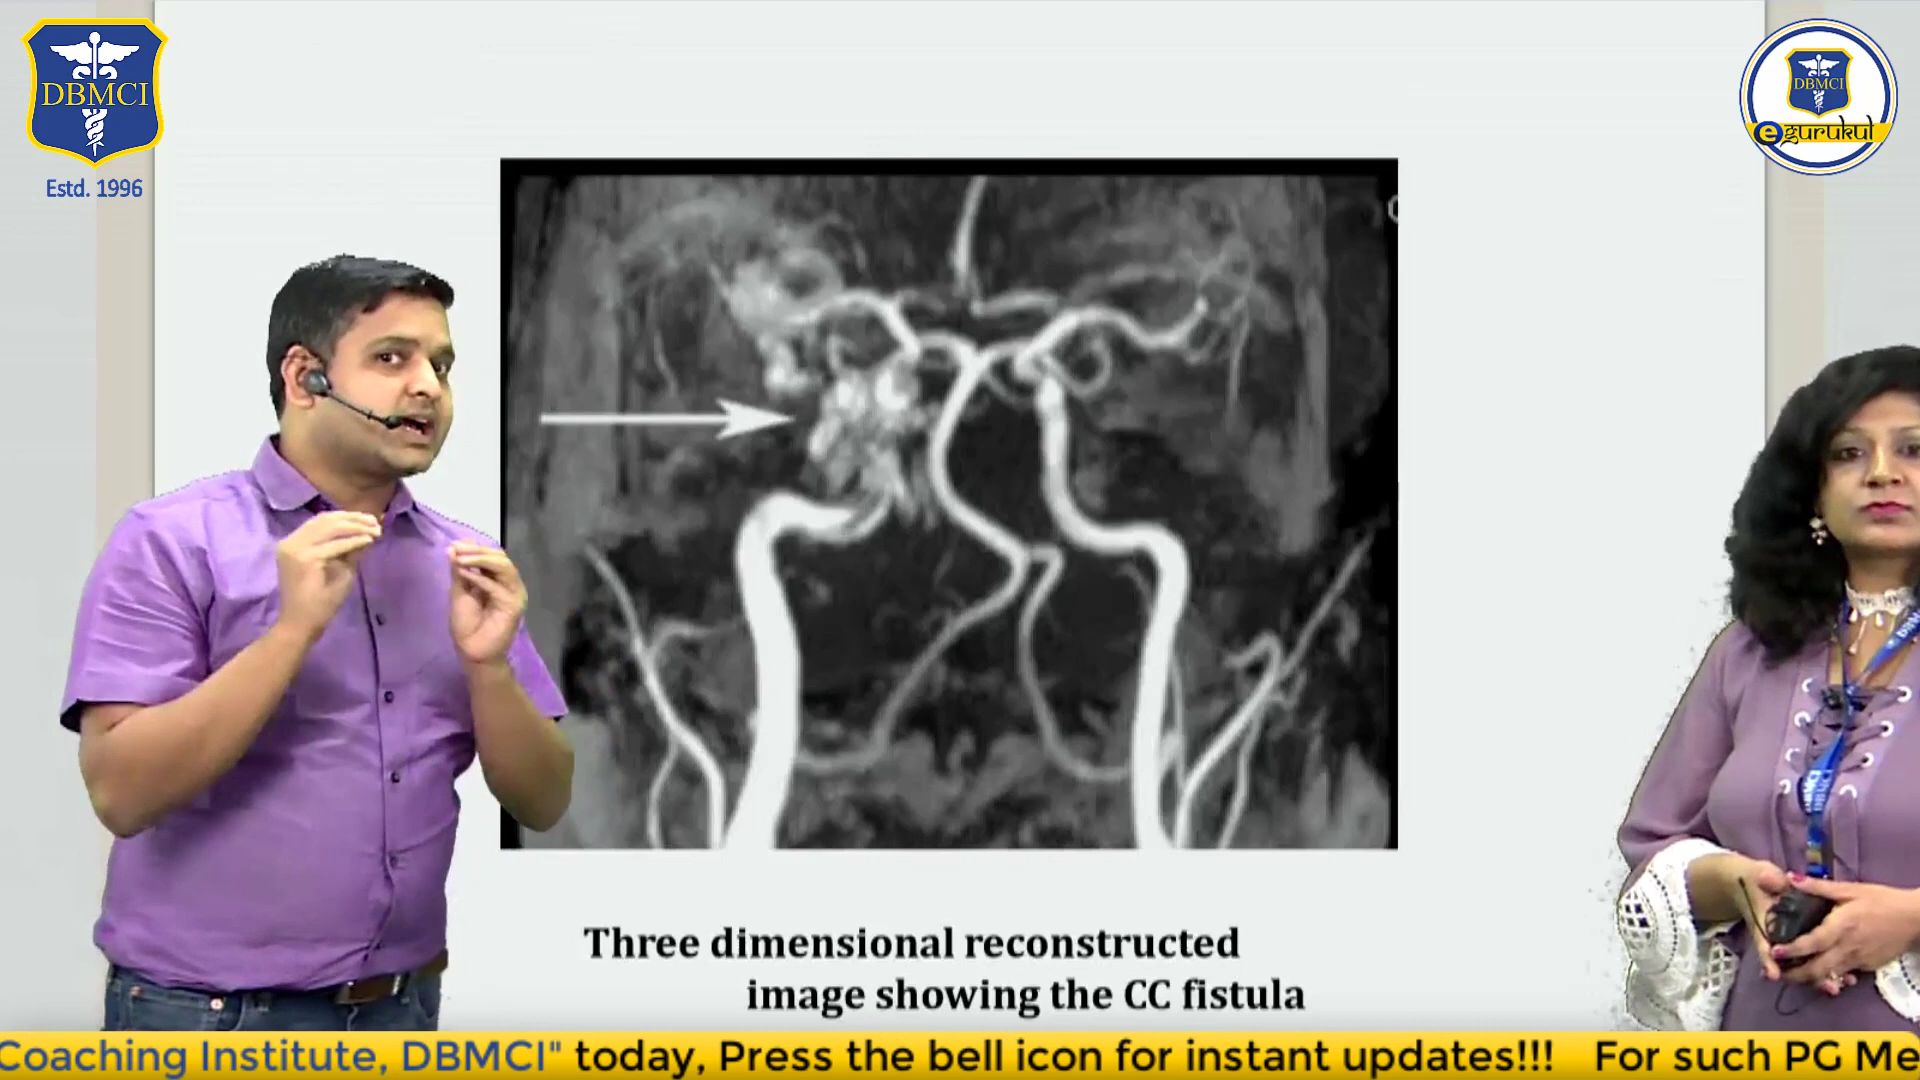 DBMCI
Estd. 1996
DBMCI
egurukul
Three dimensional reconstructed
image showing the CC fistula
Coaching Institute, DBMCI" today, Press the bell icon for instant updates!!! For such PG Me